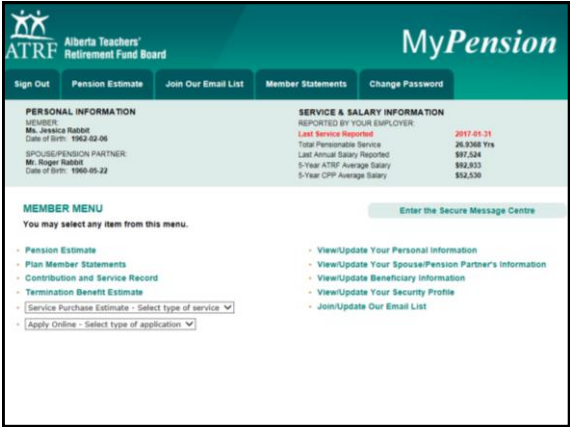 ATRF Alberta Teachers'
Retirement Fund Board
MyPension
Sign Out Pension Estimate Join Our Email List Member Statements Change Password
PERSONAL INFORMATION
MEMBER:
Ms. Jessica Rabbit
Date of Birth: 1962-02-06
SPOUSE/PENSION PARTNER:
Mr. Roger Rabbit
Date of Birth: 1960-05-22
SERVICE & SALARY INFORMATION
REPORTED BY YOUR EMPLOYER:
Last Service Reported 2017-01-31
Total Pensionable Service 26.9368 Yrs
Last Annual Salary Reported $97,524
5-Year ATRF Average Salary $92,933
5-Year CPP Average Salary $52,530
MEMBER MENU
You may select any item from this menu.
Enter the Secure Message Centre
Pension Estimate
Plan Member Statements
Contribution and Service Record
Termination Benefit Estimate
Service Purchase Estimate - Select type of service
Apply Online - Select type of application
View/Update Your Personal Information
View/Update Your Spouse/Pension Partner's Information
View/Update Beneficiary Information
View/Update Your Security Profile
Join/Update Our Email List